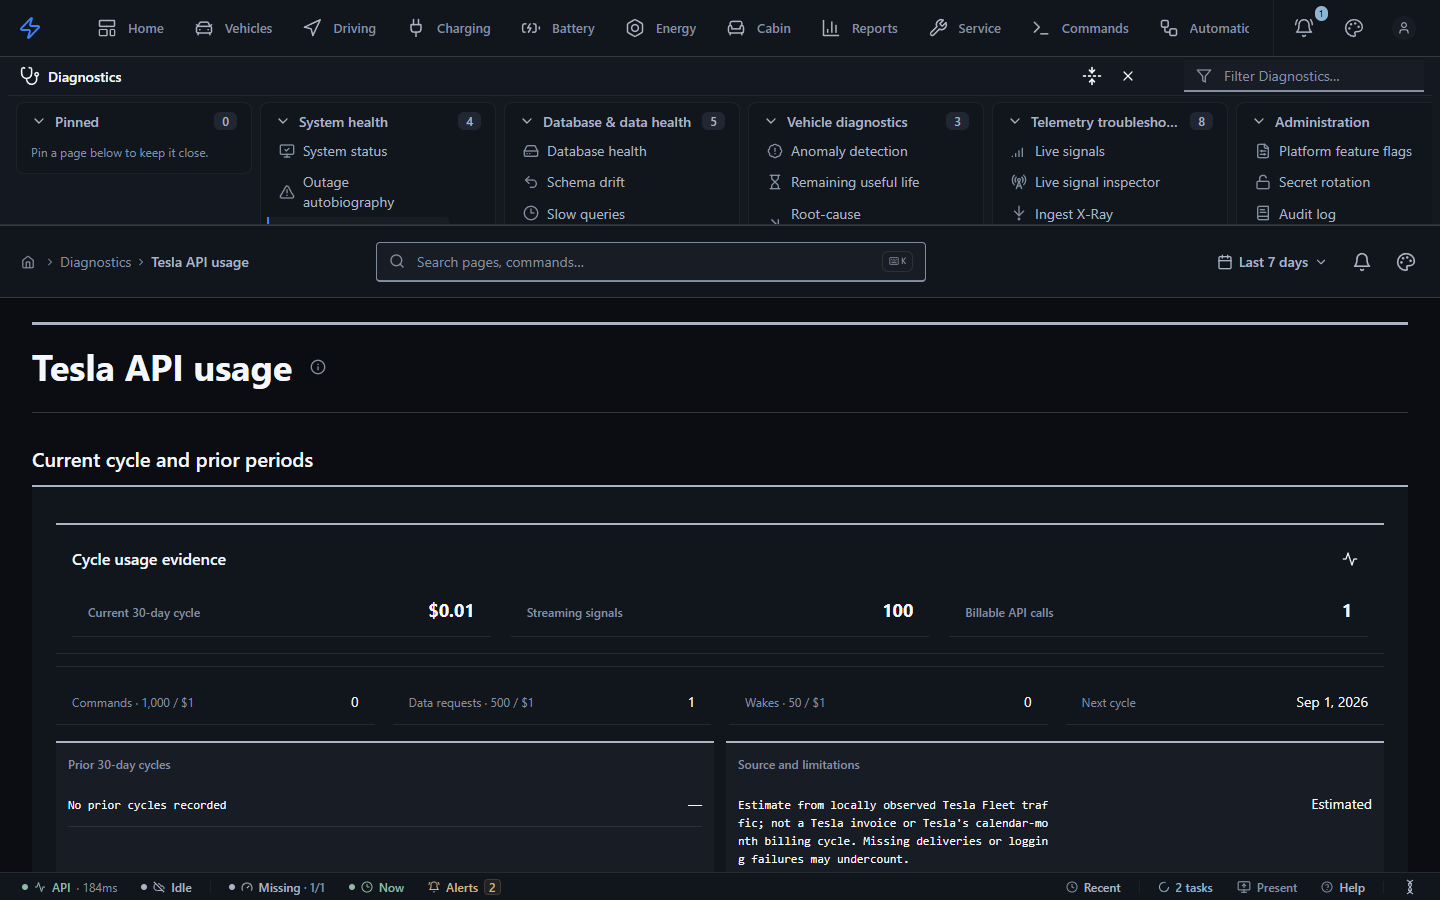 Home
Vehicles
Driving
Charging
Battery
Energy
Cabin
Reports
Service
Commands
Automatic
1
Diagnostics
Filter Diagnostics...
Pinned 0
Pin a page below to keep it close.
System health 4
System status
Outage
autobiography
Database & data health 5
Database health
Schema drift
Slow queries
Vehicle diagnostics 3
Anomaly detection
Remaining useful life
Root-cause
Telemetry troublesho... 8
Live signals
Live signal inspector
Ingest X-Ray
Administration
Platform feature flags
Secret rotation
Audit log
Diagnostics
Tesla API usage
Search pages, commands...
K
Last 7 days
Tesla API usage
Current cycle and prior periods
Cycle usage evidence
Current 30-day cycle $0.01
Streaming signals 100
Billable API calls 1
Commands · 1,000 / $1 0
Data requests · 500 / $1 1
Wakes · 50 / $1 0
Next cycle Sep 1, 2026
Prior 30-day cycles
No prior cycles recorded —
Source and limitations
Estimate from locally observed Tesla Fleet traf
fic; not a Tesla invoice or Tesla's calendar-mo
nth billing cycle. Missing deliveries or loggin
g failures may undercount.
Estimated
API · 184ms
Idle
Missing · 1/1
Now
Alerts 2
Recent
2 tasks
Present
Help